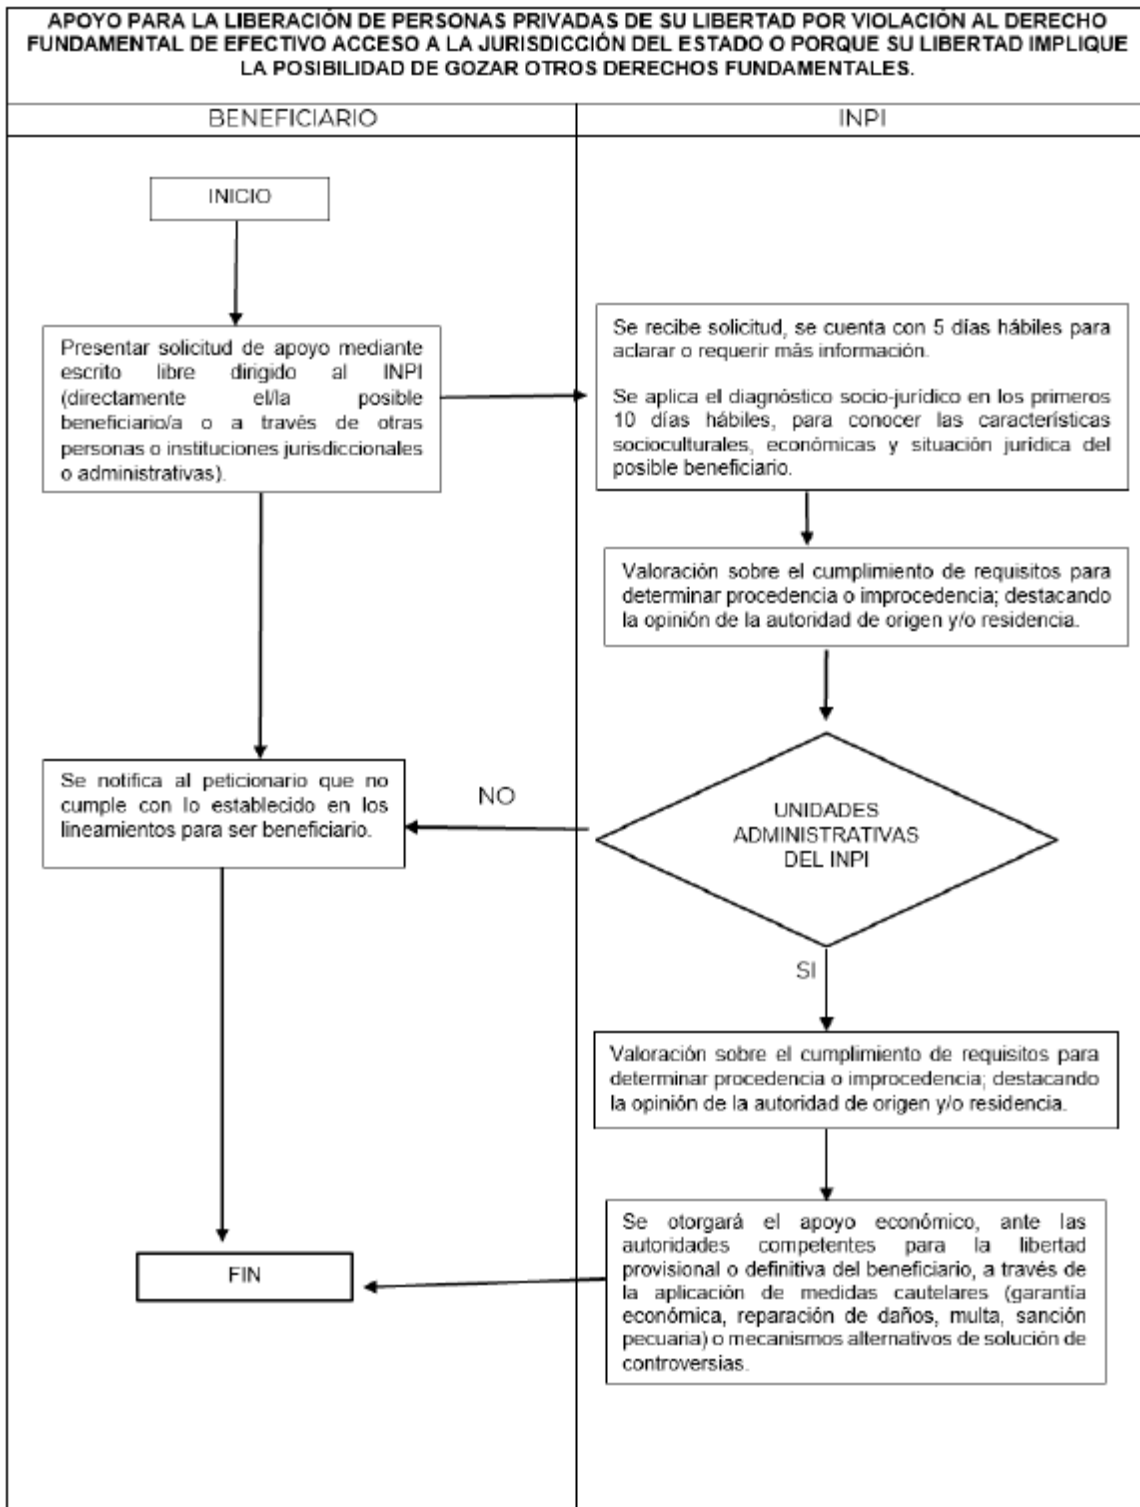 APOYO PARA LA LIBERACIÓN DE PERSONAS PRIVADAS DE SU LIBERTAD POR VIOLACIÓN AL DERECHO
FUNDAMENTAL DE EFECTIVO ACCESO A LA JURISDICCIÓN DEL ESTADO O PORQUE SU LIBERTAD IMPLIQUE
LA POSIBILIDAD DE GOZAR OTROS DERECHOS FUNDAMENTALES.
BENEFICIARIO
INPI
INICIO
Presentar solicitud de apoyo mediante
escrito libre dirigido al INPI
(directamente el/la posible
beneficiario/a o a través de otras
personas o instituciones jurisdiccionales
o administrativas).
Se recibe solicitud, se cuenta con 5 días hábiles para
aclarar o requerir más información.
Se aplica el diagnóstico socio-jurídico en los primeros
10 días hábiles, para conocer las características
socioculturales, económicas y situación jurídica del
posible beneficiario.
Valoración sobre el cumplimiento de requisitos para
determinar procedencia o improcedencia; destacando
la opinión de la autoridad de origen y/o residencia.
UNIDADES
ADMINISTRATIVAS
DEL INPI
NO
Se notifica al peticionario que no
cumple con lo establecido en los
lineamientos para ser beneficiario.
SI
Valoración sobre el cumplimiento de requisitos para
determinar procedencia o improcedencia; destacando
la opinión de la autoridad de origen y/o residencia.
Se otorgará el apoyo económico, ante las
autoridades competentes para la libertad
provisional o definitiva del beneficiario, a través de
la aplicación de medidas cautelares (garantía
económica, reparación de daños, multa, sanción
pecuaria) o mecanismos alternativos de solución de
controversias.
FIN